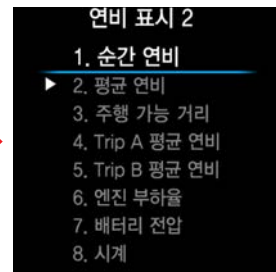 연비 표시 2
1. 순간 연비
▶ 2. 평균 연비
3. 주행 가능 거리
4. Trip A 평균 연비
5. Trip B 평균 연비
6. 엔진 부하율
7. 배터리 전압
8. 시계